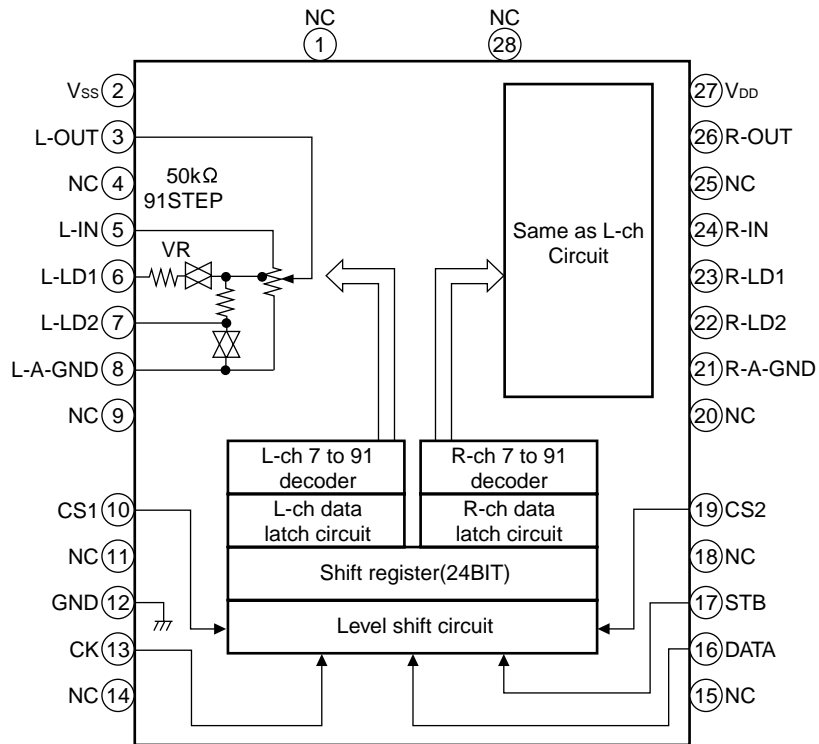 NC
1
NC
28
VSS 2
L-OUT 3
NC 4
L-IN 5
L-LD1 6
L-LD2 7
L-A-GND 8
NC 9
CS1 10
NC 11
GND 12
CK 13
NC 14
50kΩ
91STEP
VR
Same as L-ch
Circuit
L-ch 7 to 91
decoder
R-ch 7 to 91
decoder
L-ch data
latch circuit
R-ch data
latch circuit
Shift register(24BIT)
Level shift circuit
27 VDD
26 R-OUT
25 NC
24 R-IN
23 R-LD1
22 R-LD2
21 R-A-GND
20 NC
19 CS2
18 NC
17 STB
16 DATA
15 NC